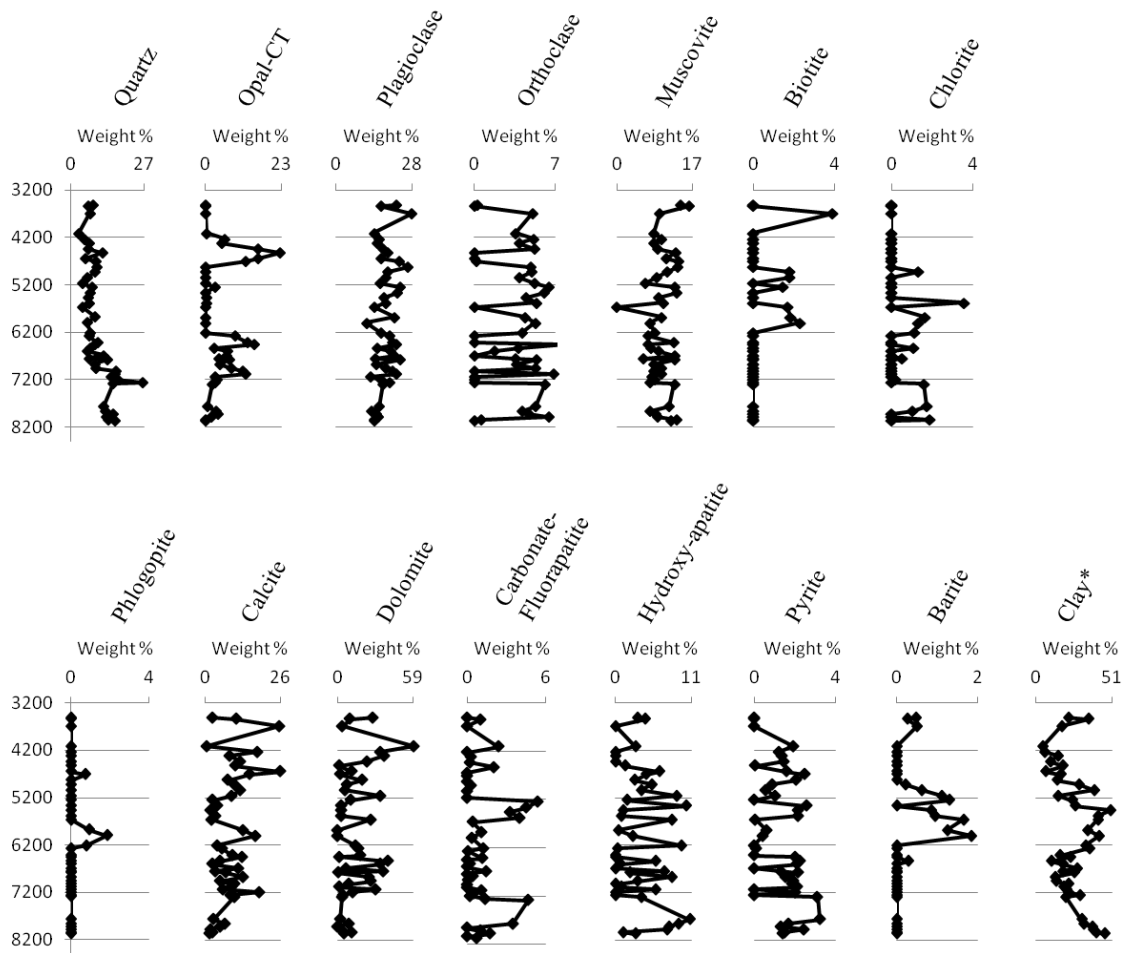 Quartz
Opal-CT
Plagioclase
Orthoclase
Muscovite
Biotite
Chlorite
Weight % Weight % Weight % Weight % Weight % Weight % Weight %
0 27 0 23 0 28 0 7 0 17 0 4 0 4
3200
4200
5200
6200
7200
8200
Phlogopite
Calcite
Dolomite
Carbonate-
Fluorapatite
Hydroxy-apatite
Pyrite
Barite
Clay*
Weight % Weight % Weight % Weight % Weight % Weight % Weight % Weight %
0 4 0 26 0 59 0 6 0 11 0 4 0 2 0 51
3200
4200
5200
6200
7200
8200